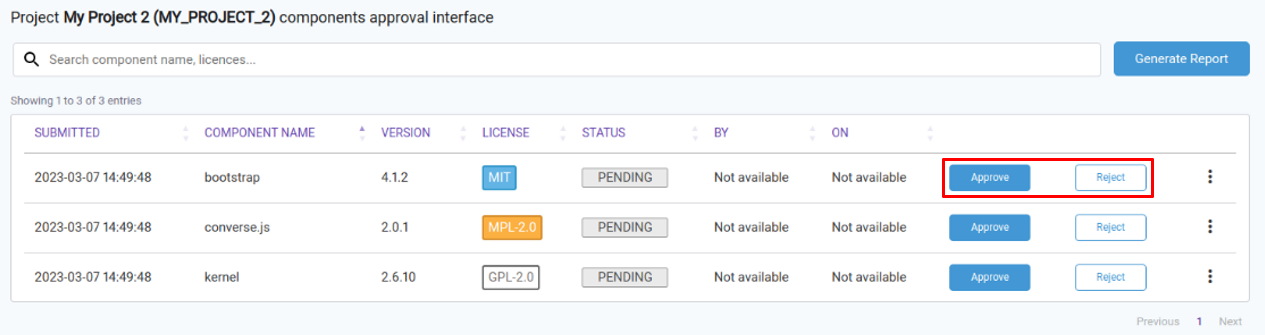 Project My Project 2 (MY_PROJECT_2) components approval interface
Search component name, licences...
Generate Report
Showing 1 to 3 of 3 entries
SUBMITTED COMPONENT NAME VERSION LICENSE STATUS BY ON
2023-03-07 14:49:48 bootstrap 4.1.2 MIT PENDING Not available Not available Approve Reject
2023-03-07 14:49:48 converse.js 2.0.1 MPL-2.0 PENDING Not available Not available Approve Reject
2023-03-07 14:49:48 kernel 2.6.10 GPL-2.0 PENDING Not available Not available Approve Reject
Previous 1 Next